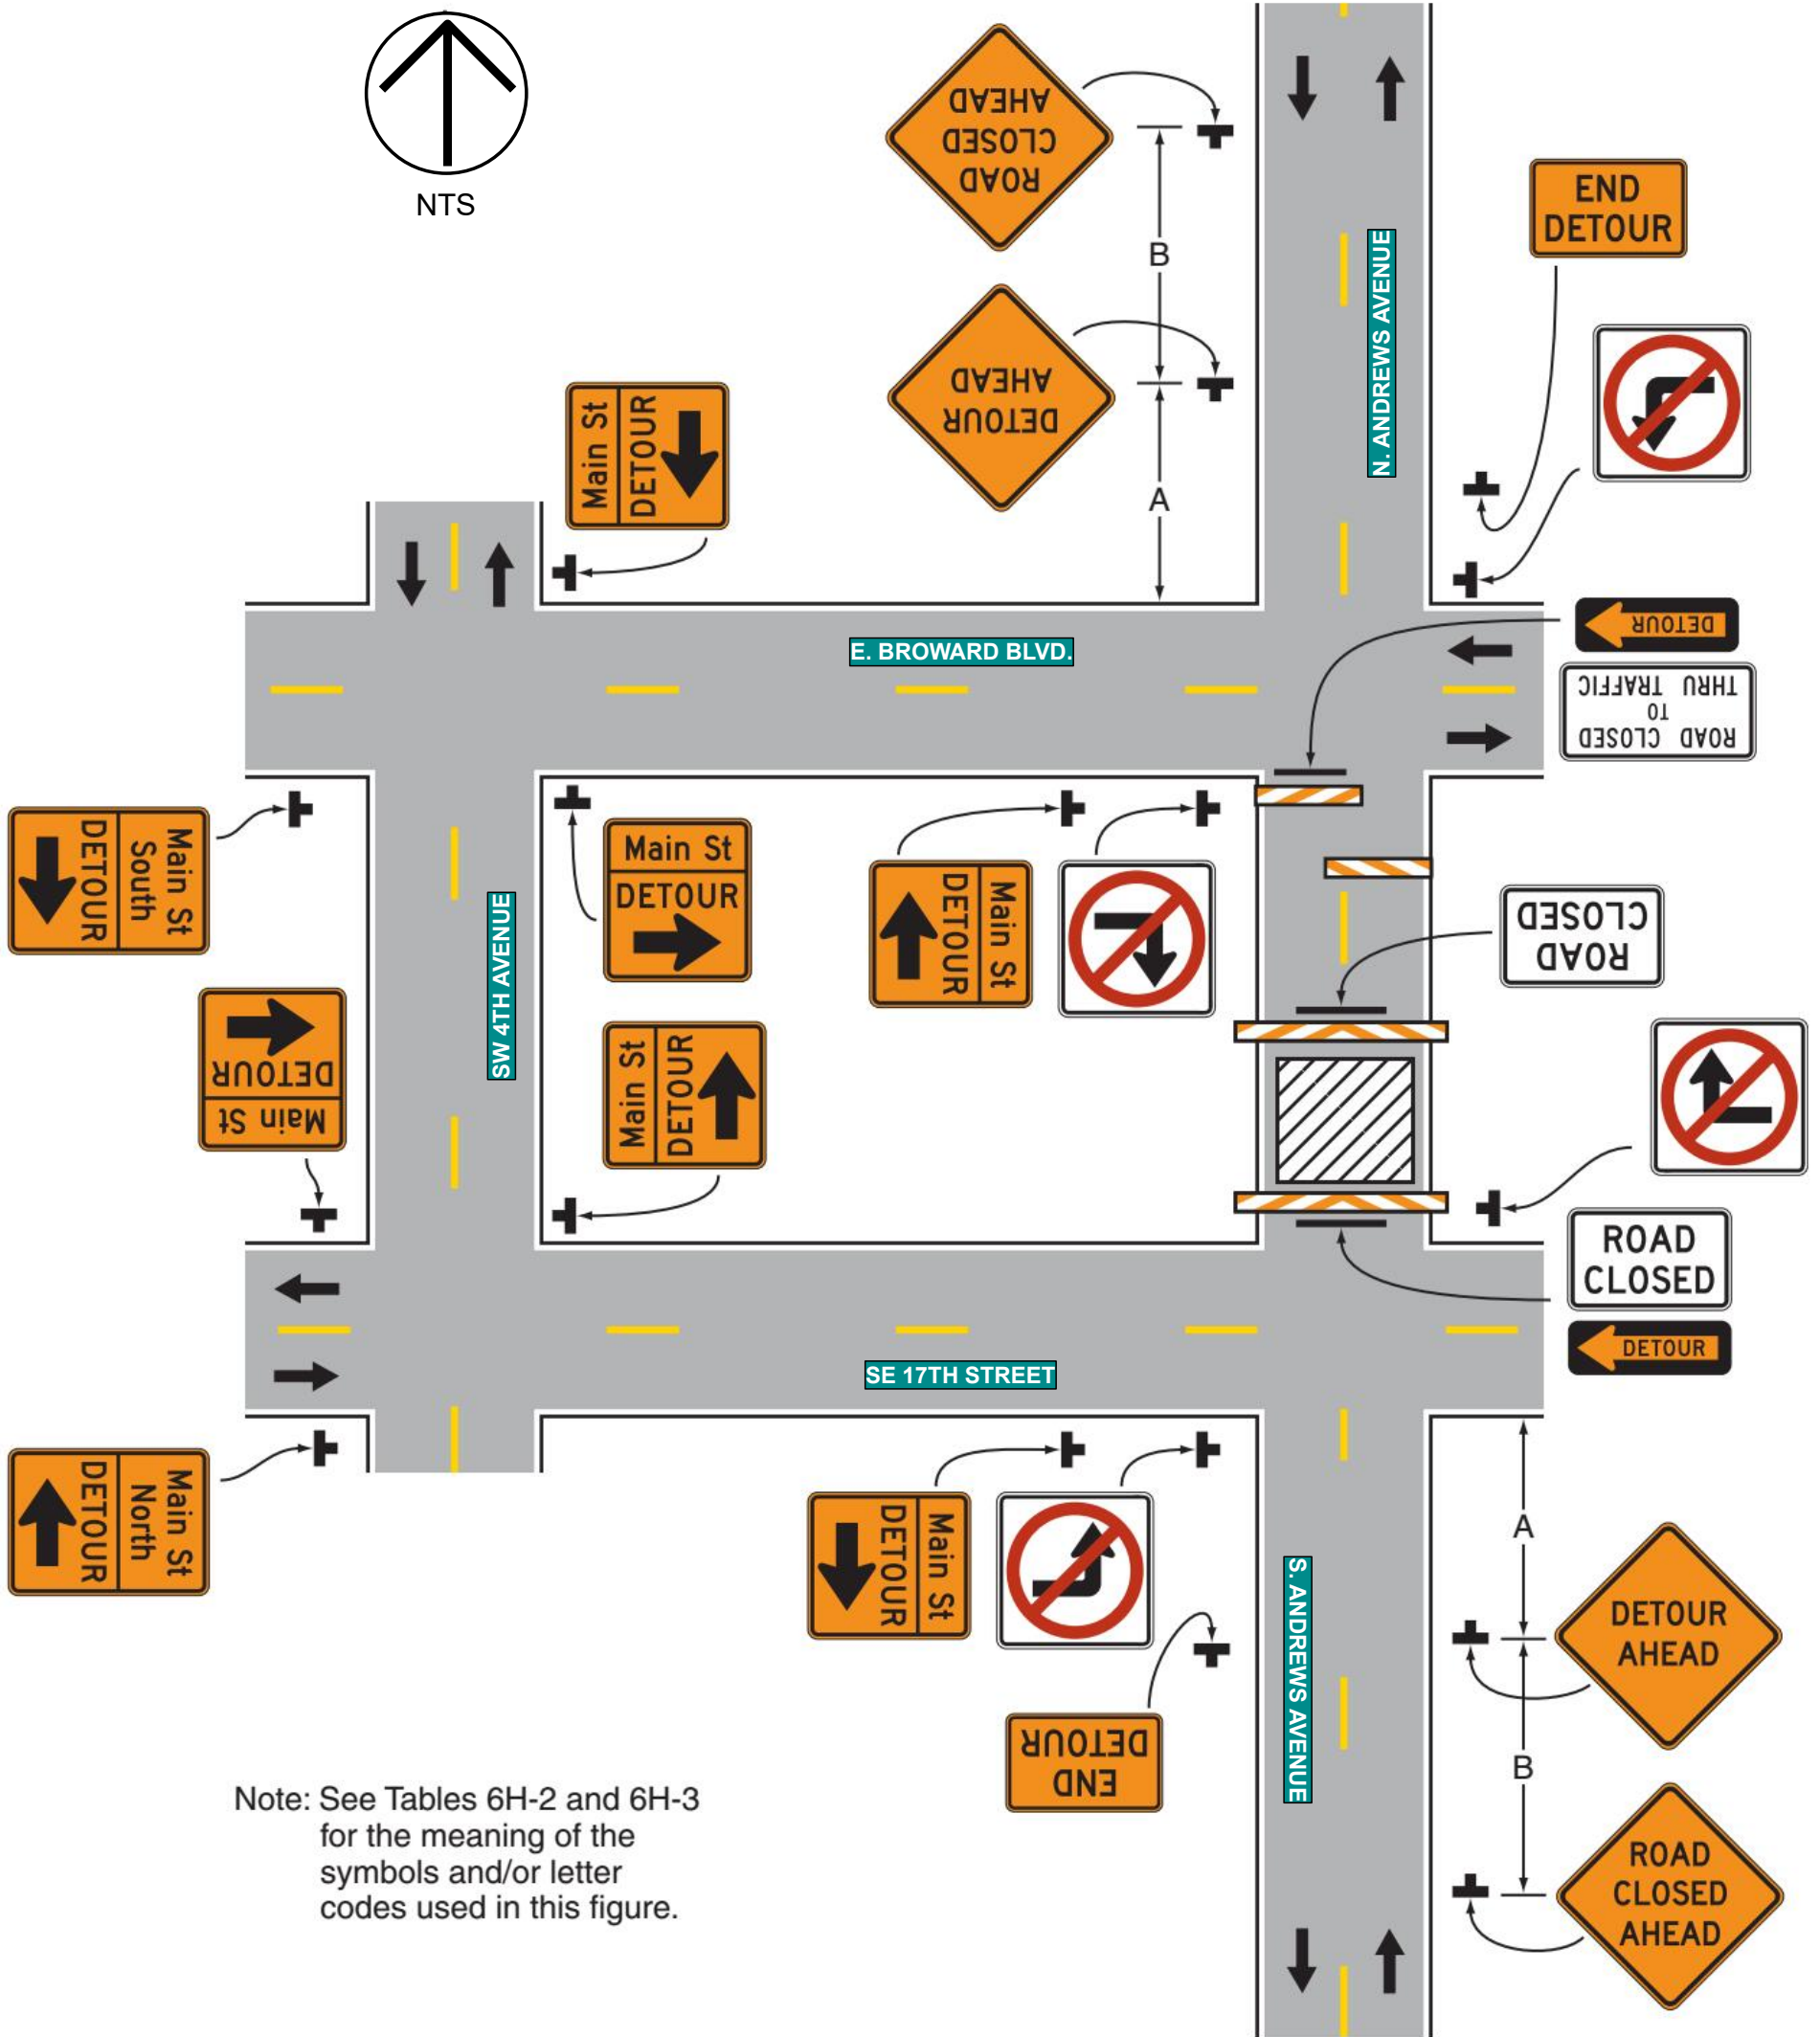 NTS
ROAD
CLOSED
AHEAD
B
DETOUR
AHEAD
A
N. ANDREWS AVENUE
END
DETOUR
Main St
DETOUR
E. BROWARD BLVD.
DETOUR
ROAD CLOSED
TO
THRU TRAFFIC
Main St
South
DETOUR
Main St
DETOUR
SW 4TH AVENUE
Main St
DETOUR
Main St
DETOUR
Main St
DETOUR
ROAD
CLOSED
ROAD
CLOSED
DETOUR
SE 17TH STREET
Main St
North
DETOUR
Main St
DETOUR
END
DETOUR
S. ANDREWS AVENUE
A
DETOUR
AHEAD
B
ROAD
CLOSED
AHEAD
Note: See Tables 6H-2 and 6H-3
for the meaning of the
symbols and/or letter
codes used in this figure.